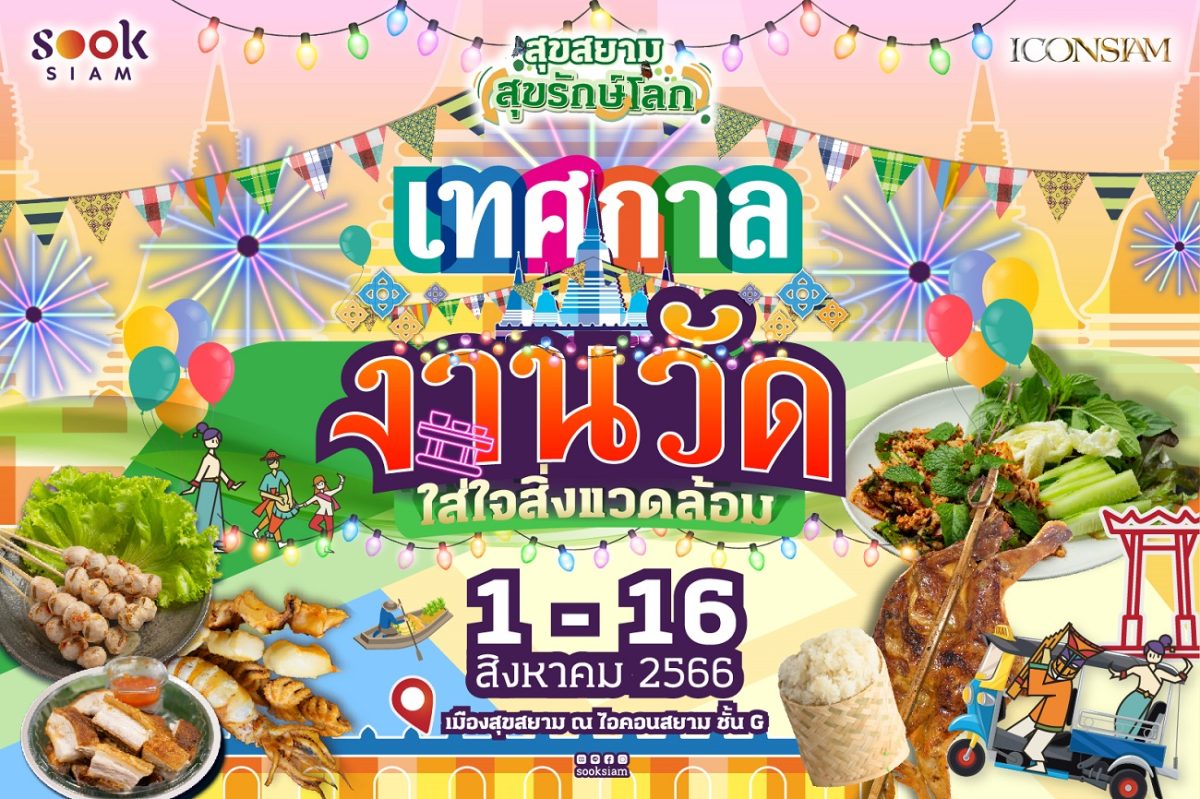 sook
SIAM
สุขสยาม
สุขรักษ์โลก
ICONSIAM
เทศกาล
งานวัด
ใส่ใจสิ่งแวดล้อม
1 - 16
สิงหาคม 2566
เมืองสุขสยาม ณ ไอคอนสยาม ชั้น G
sooksiam
TAXI